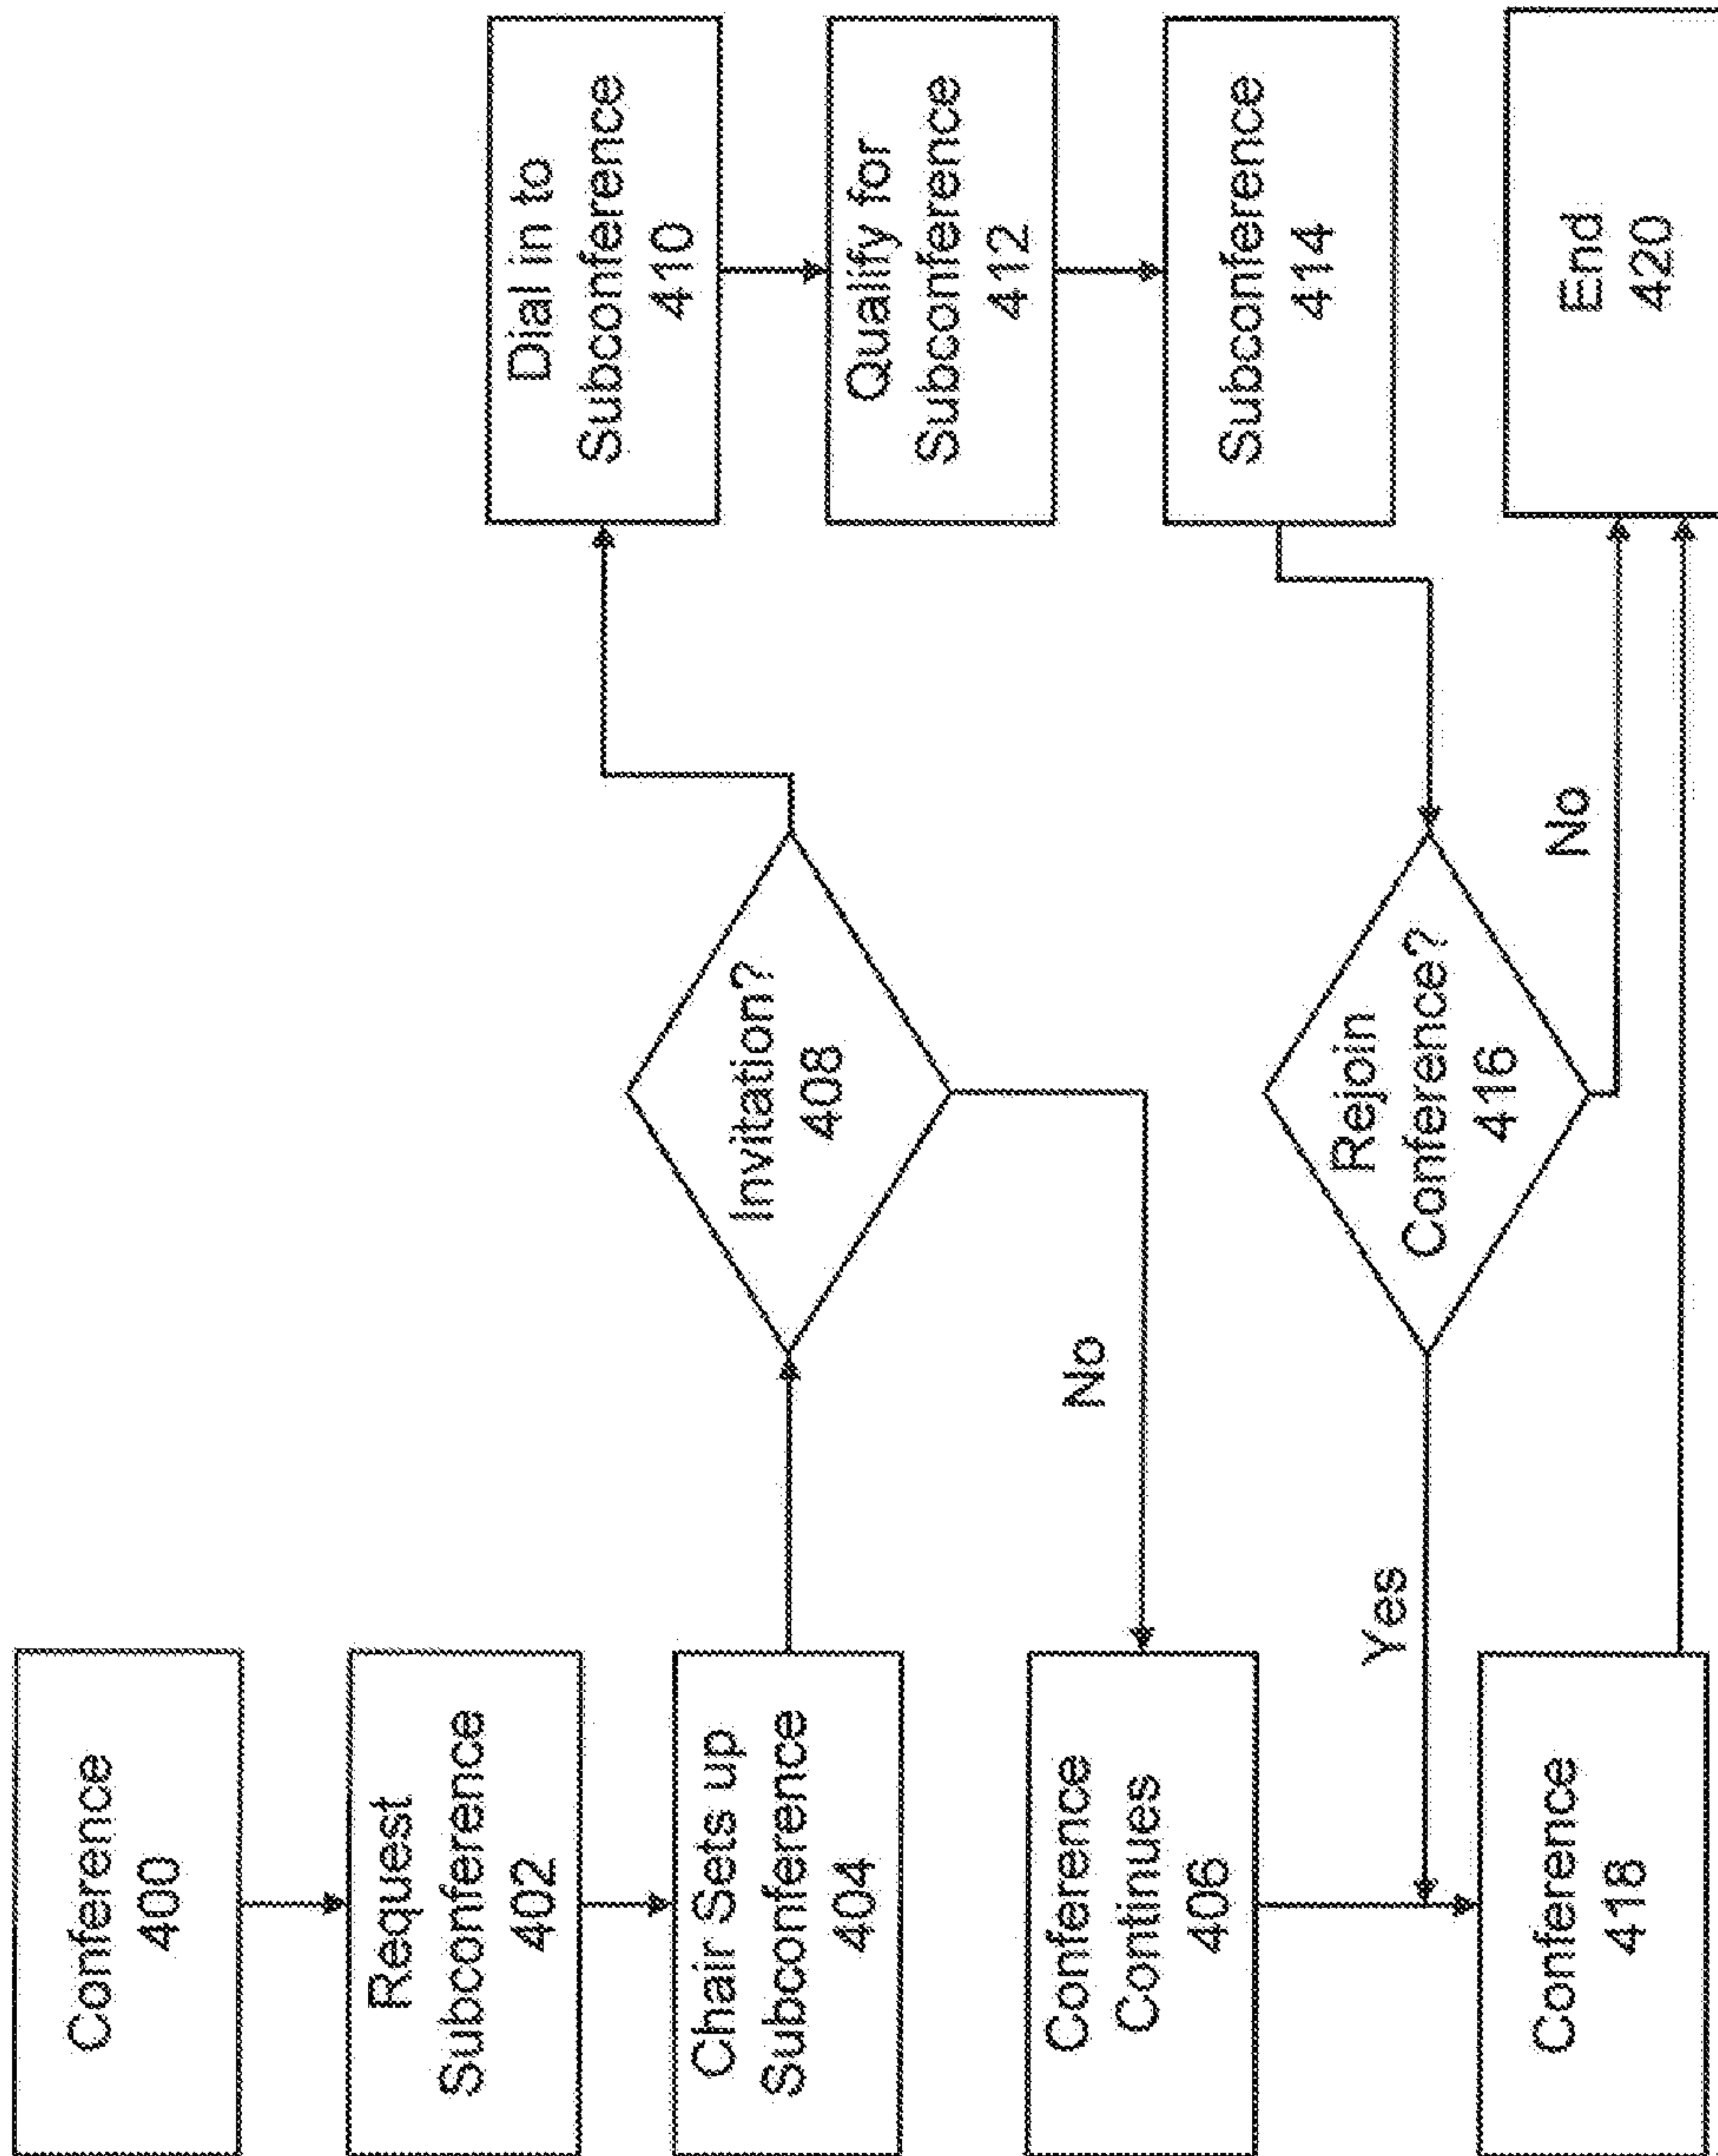 Conference
400
Request
Subconference
402
Chair Sets up
Subconference
404
Invitation?
408
No
Conference
Continues
406
Dial in to
Subconference
410
Qualify for
Subconference
412
Subconference
414
Rejoin
Conference?
416
Yes
No
Conference
418
End
420